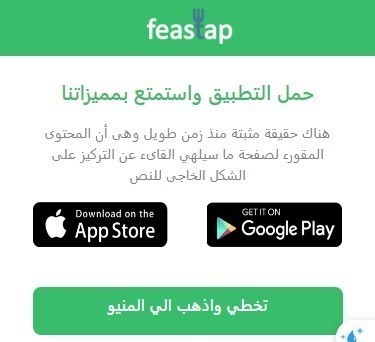 feastap
حمل التطبيق واستمتع بمميزاتنا
هناك حقيقة مثبتة منذ زمن طويل وهى أن المحتوى
المقروء لصفحة ما سيلهي القاىء عن التركيز على
الشكل الخاجى للنص
Download on the
App Store
GET IT ON
Google Play
تخطي واذهب الي المنيو